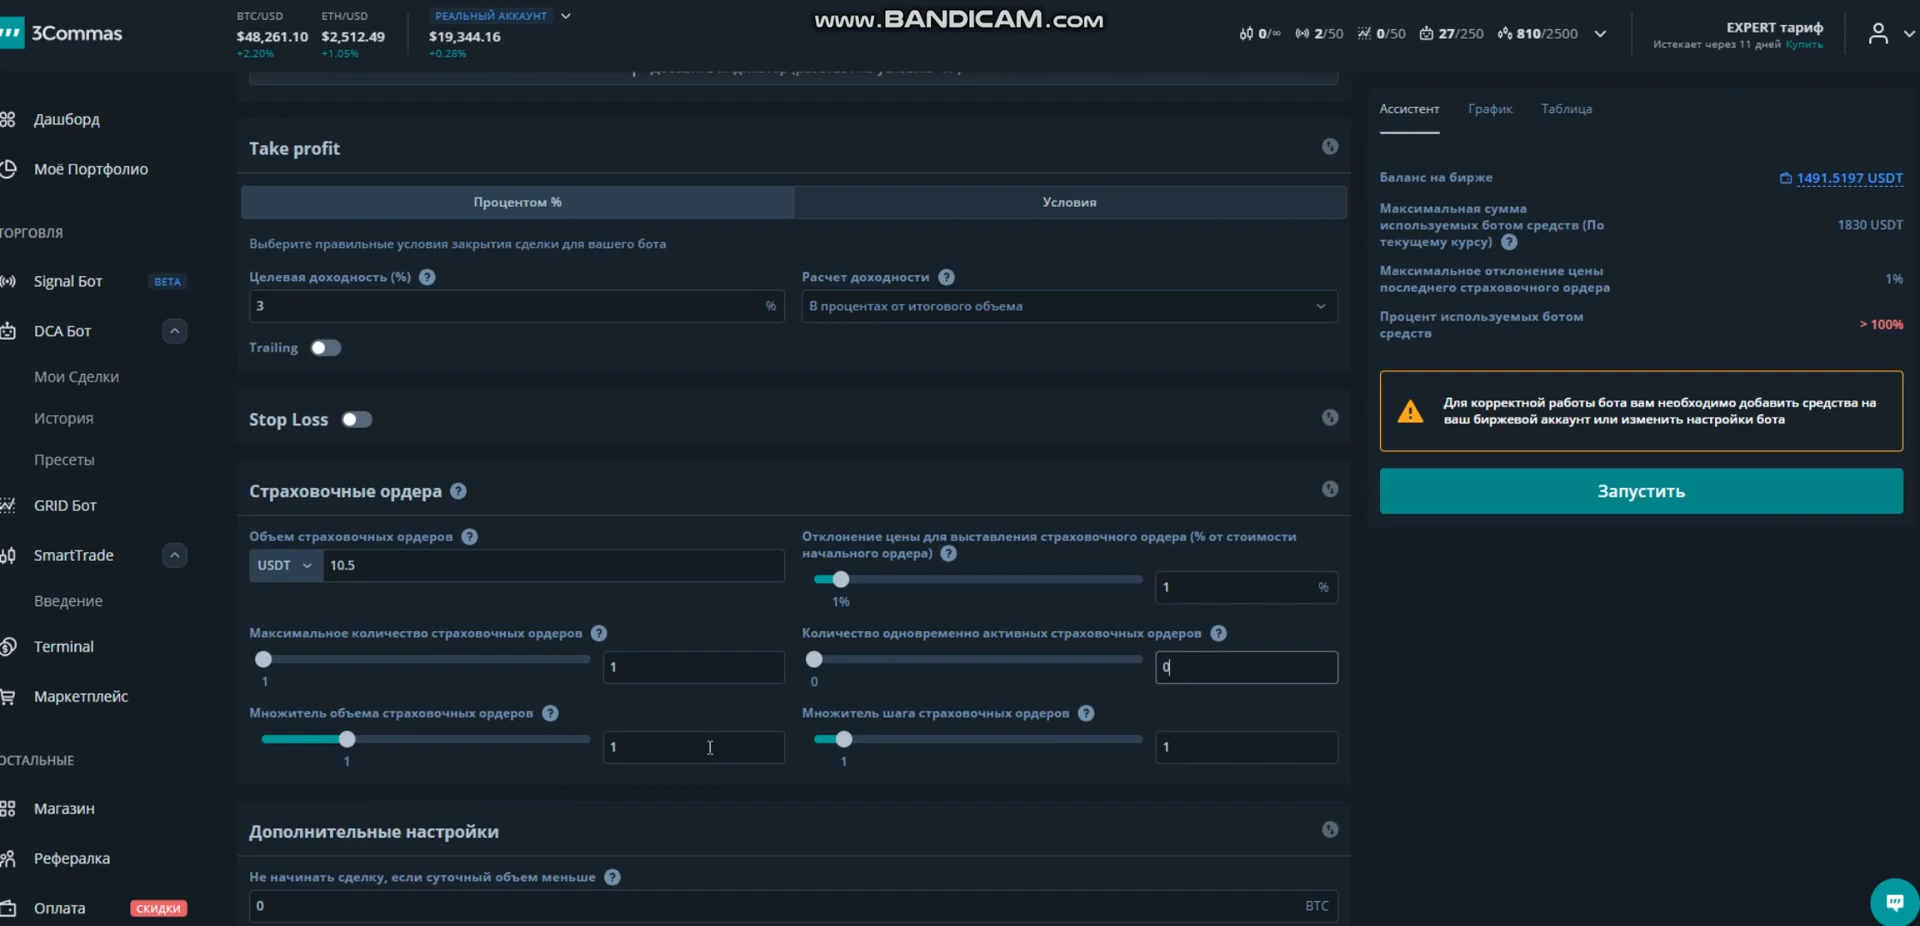 3Commas
BTC/USD
$48,261.10
+2.20%
ETH/USD
$2,512.49
+1.05%
РЕАЛЬНЫЙ АККАУНТ
$19,344.16
+0.28%
www.BANDICAM.com
0/∞
2/50
0/50
27/250
810/2500
EXPERT тариф
Истекает через 11 дней Купить
Дашборд
Моё Портфолио
ТОРГОВЛЯ
Signal Бот
BETA
DCA Бот
Мои Сделки
История
Пресеты
GRID Бот
SmartTrade
Введение
Terminal
Маркетплейс
ОСТАЛЬНЫЕ
Магазин
Рефералка
Оплата
СКИДКИ
Take profit
Процентом %
Условия
Выберите правильные условия закрытия сделки для вашего бота
Целевая доходность (%) ?
3 %
Расчет доходности ?
В процентах от итогового объема
Trailing
Stop Loss
Страховочные ордера ?
Объем страховочных ордеров ?
USDT
10.5
Отклонение цены для выставления страховочного ордера (% от стоимости
начального ордера) ?
1%
1 %
Максимальное количество страховочных ордеров ?
1
1
Количество одновременно активных страховочных ордеров ?
0
0
Множитель объема страховочных ордеров ?
1
1
Множитель шага страховочных ордеров ?
1
1
Дополнительные настройки
Не начинать сделку, если суточный объем меньше ?
0 BTC
Ассистент
График
Таблица
Баланс на бирже
1491.5197 USDT
Максимальная сумма
используемых ботом средств (По
текущему курсу) ?
1830 USDT
Максимальное отклонение цены
последнего страховочного ордера
1%
Процент используемых ботом
средств
> 100%
Для корректной работы бота вам необходимо добавить средства на
ваш биржевой аккаунт или изменить настройки бота
Запустить